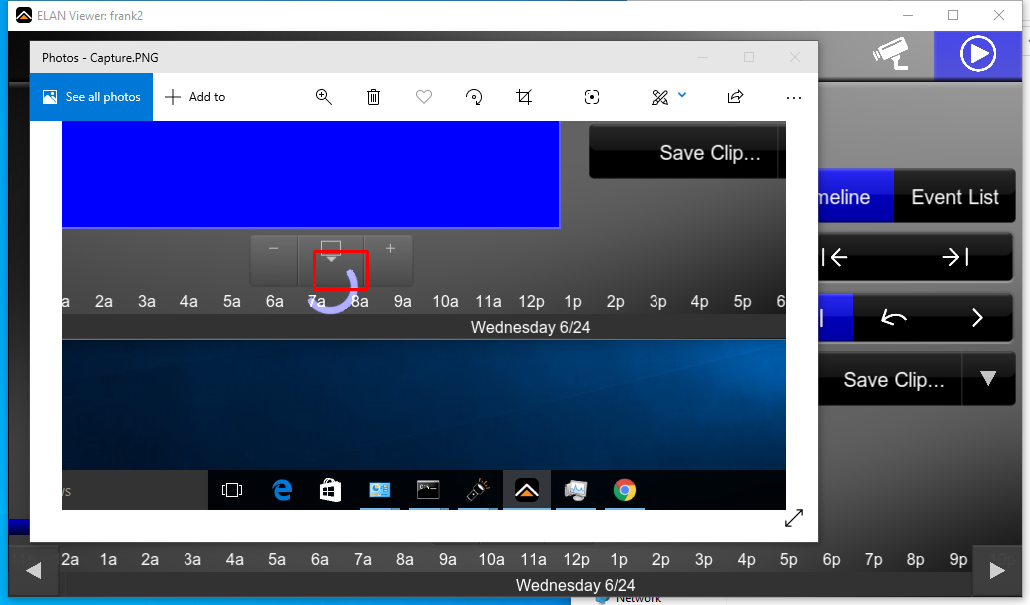 ELAN Viewer: frank2
Photos - Capture.PNG
See all photos
Add to
Save Clip...
meline
Event List
a 2a 3a 4a 5a 6a 7a 8a 9a 10a 11a 12p 1p 2p 3p 4p 5p 6
Wednesday 6/24
Save Clip...
ws
2a 1a 2a 3a 4a 5a 6a 7a 8a 9a 10a 11a 12p 1p 2p 3p 4p 5p 6p 7p 8p 9p
Wednesday 6/24
Network